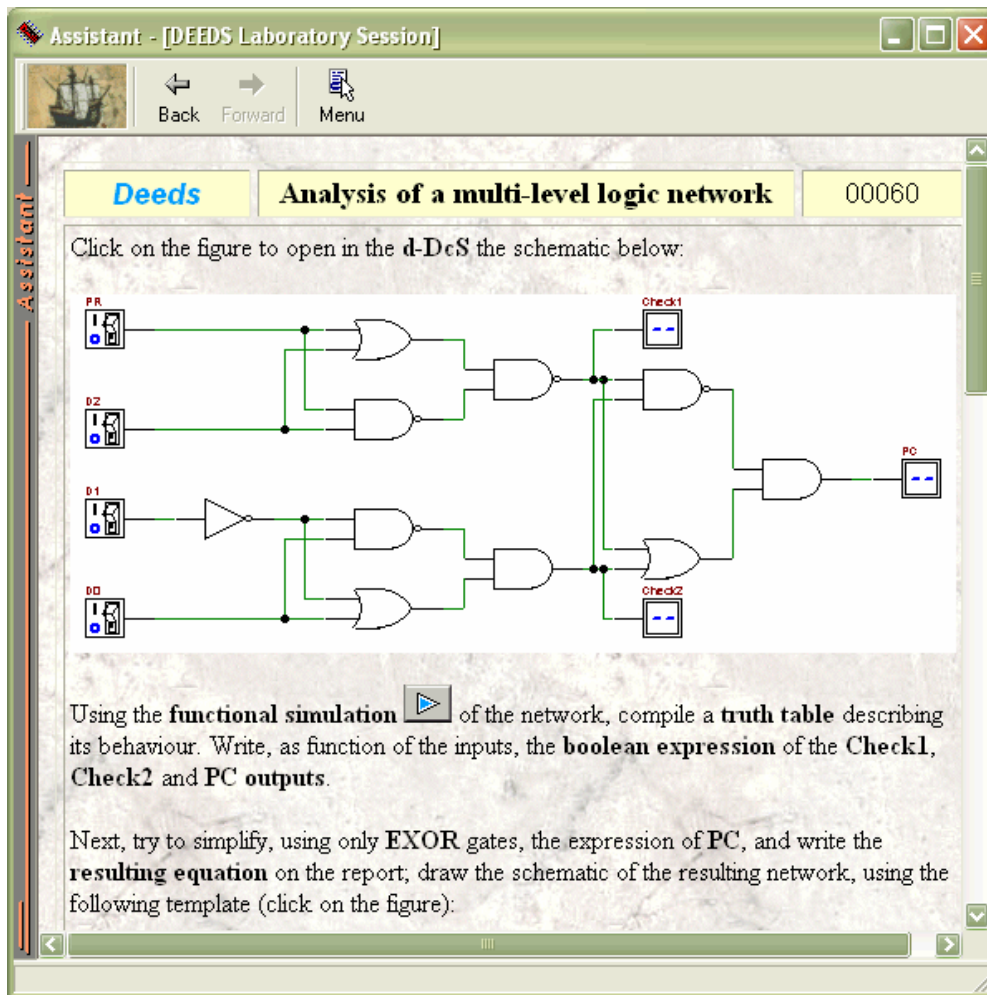 Assistant - [DEEDS Laboratory Session]
Back Forward Menu
Assistant
Deeds Analysis of a multi-level logic network 00060
Click on the figure to open in the d-DcS the schematic below:
PR
Check1
D2
PC
D1
D0
Check2
Using the functional simulation of the network, compile a truth table describing
its behaviour. Write, as function of the inputs, the boolean expression of the Check1,
Check2 and PC outputs.
Next, try to simplify, using only EXOR gates, the expression of PC, and write the
resulting equation on the report; draw the schematic of the resulting network, using the
following template (click on the figure):